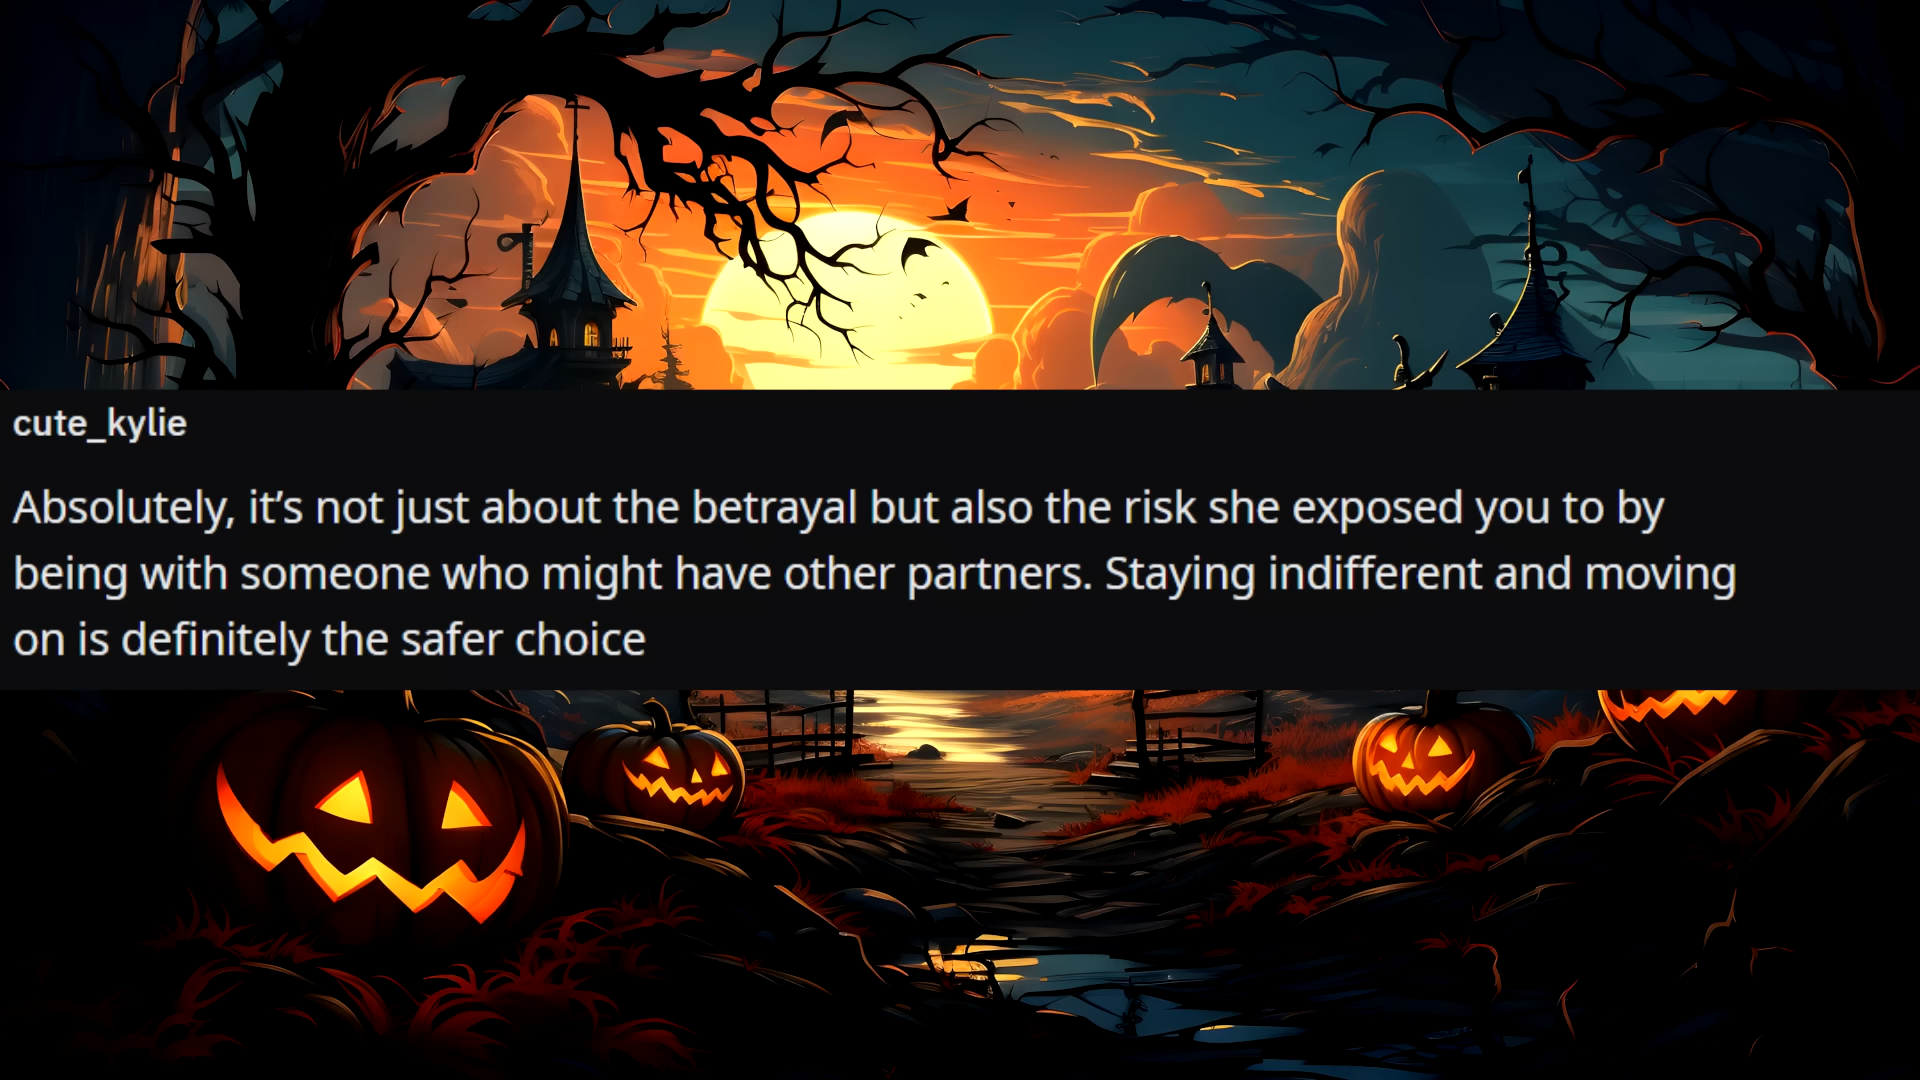 cute_kylie
Absolutely, it’s not just about the betrayal but also the risk she exposed you to by
being with someone who might have other partners. Staying indifferent and moving
on is definitely the safer choice